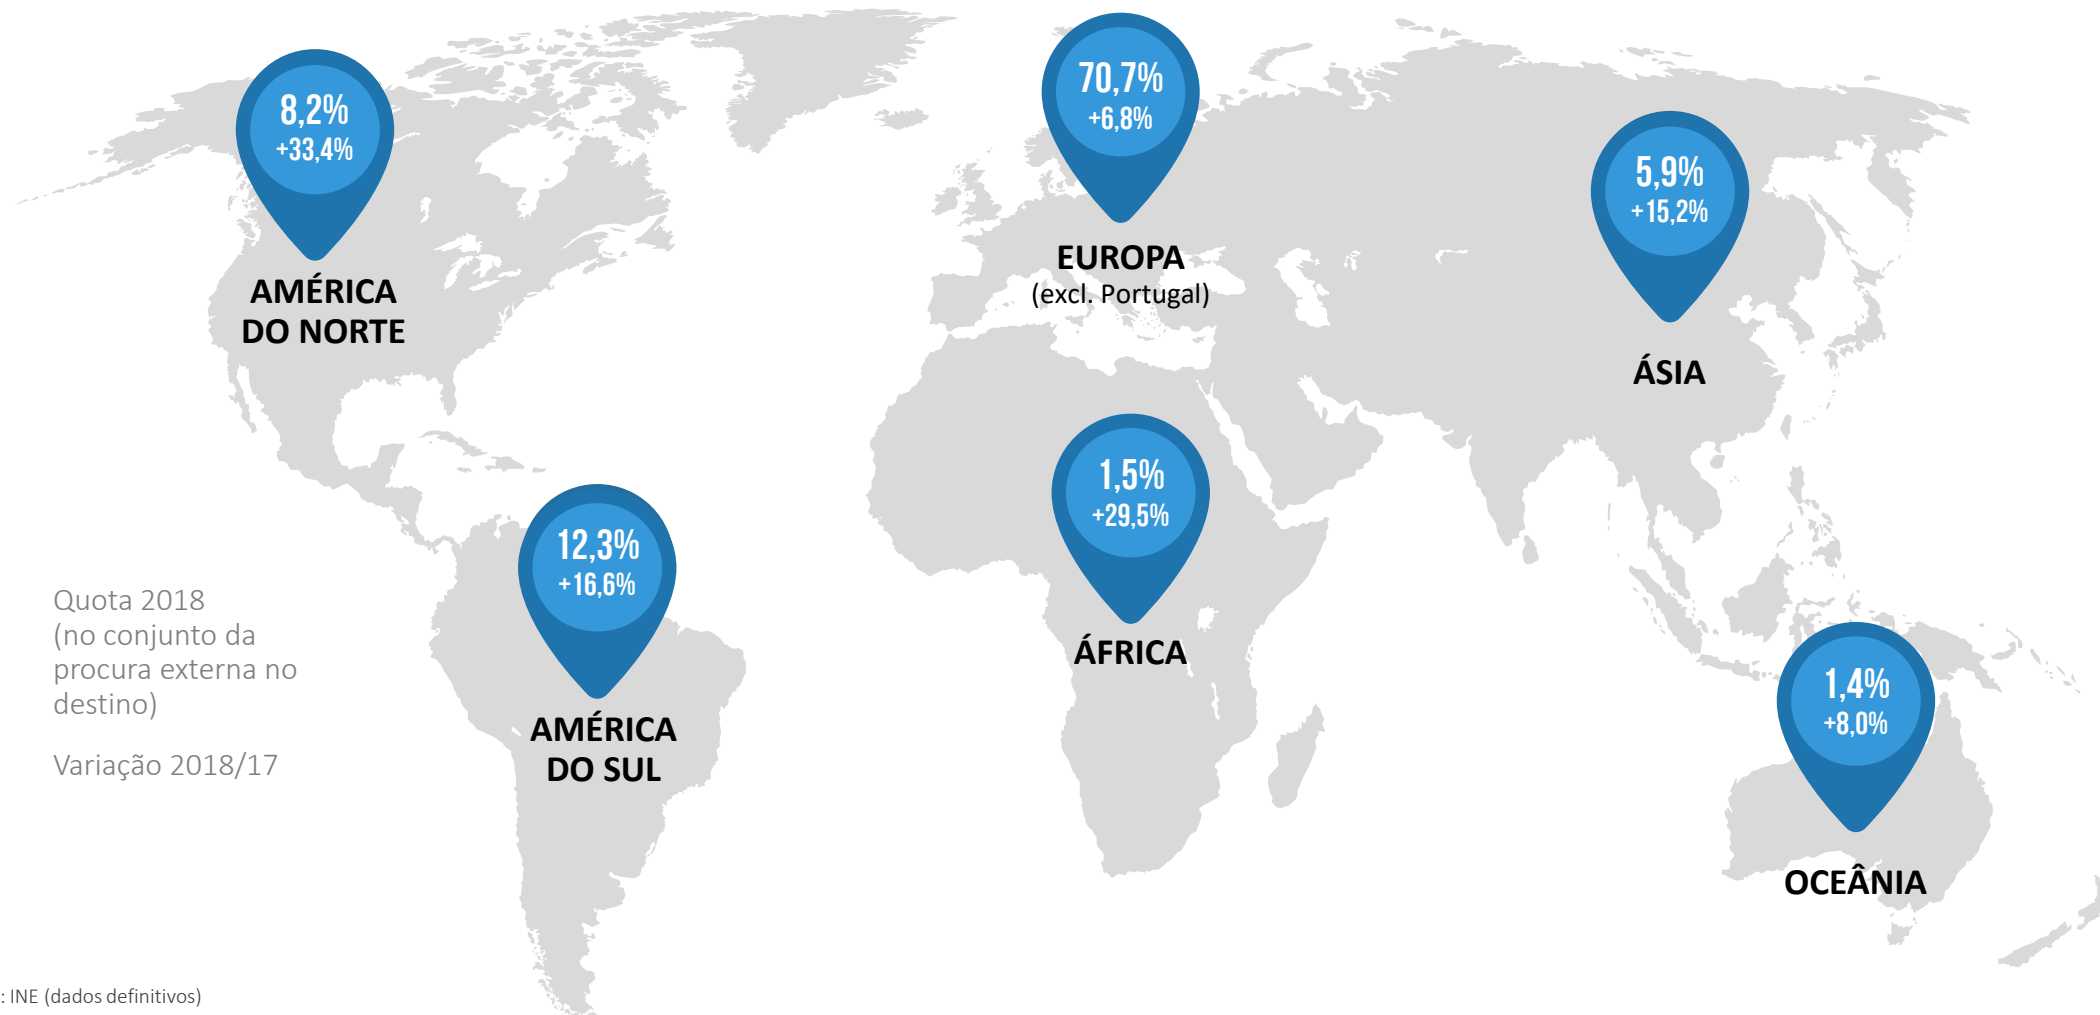 8,2%
+33,4%
AMÉRICA
DO NORTE
70,7%
+6,8%
EUROPA
(excl. Portugal)
5,9%
+15,2%
ÁSIA
12,3%
+16,6%
AMÉRICA
DO SUL
1,5%
+29,5%
ÁFRICA
1,4%
+8,0%
OCEÂNIA
Quota 2018
(no conjunto da
procura externa no
destino)
Variação 2018/17
: INE (dados definitivos)